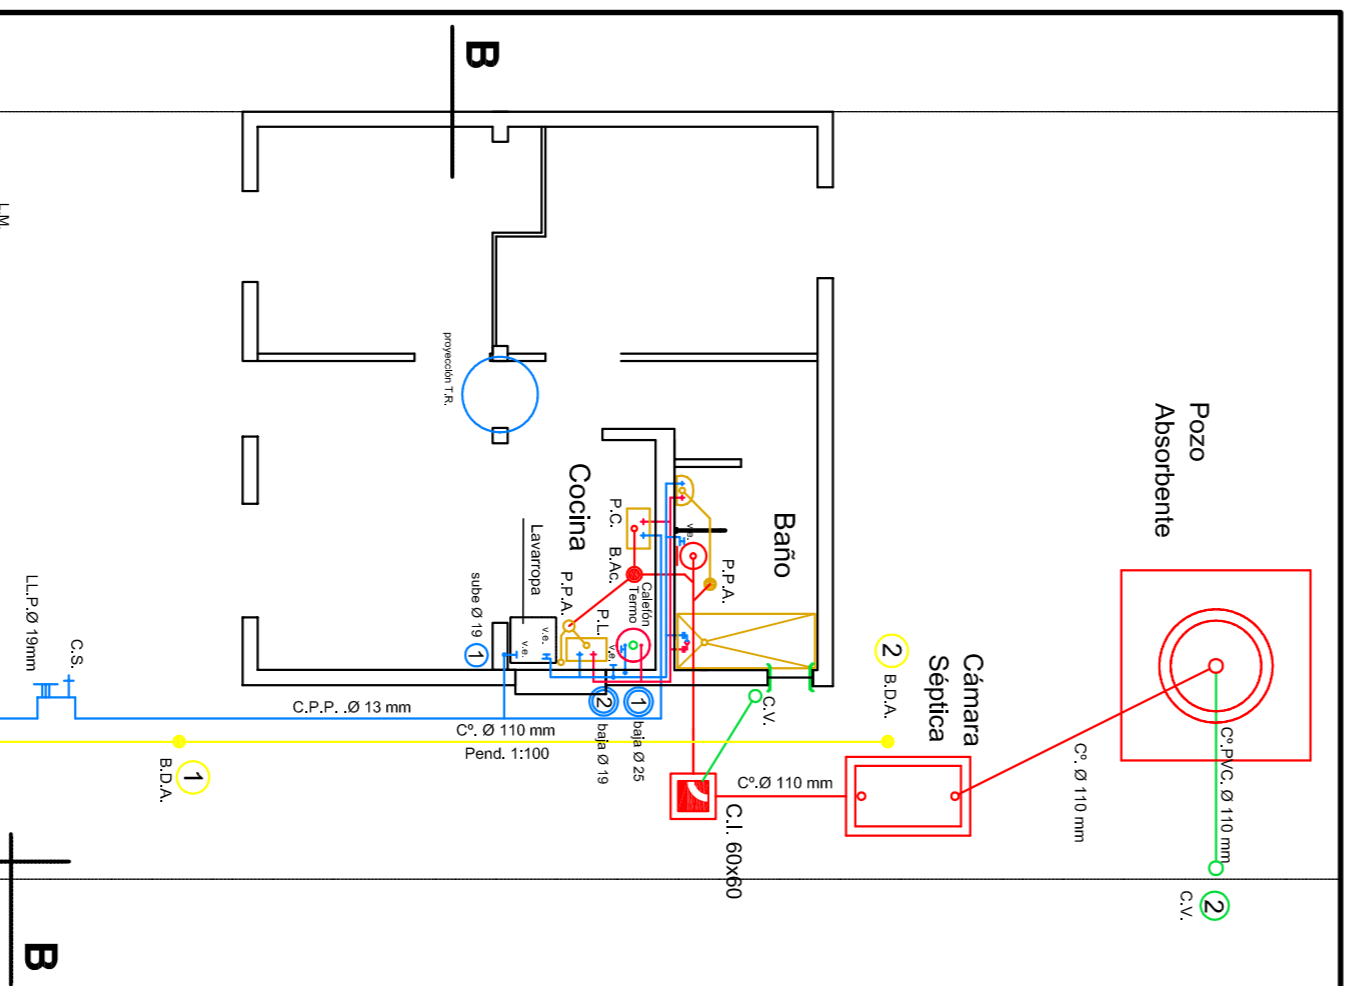 B
L.M.
proyección T.R.
Pozo
Absorbente
Cocina
Baño
P.C.
B.Ac.
v.e.
P.P.A.
Calefón
Termo
Lavarropa
P.P.A.
P.L.
v.e.
v.e.
v.e.
sube Ø 19
1
2
B.D.A.
Cámara
Séptica
LL.P.Ø 19mm
C.S.
C.P.P. .Ø 13 mm
Cº. Ø 110 mm
Pend. 1:100
2
baja Ø 19
1
baja Ø 25
C.V.
1
B.D.A.
Cº.Ø 110 mm
C.I. 60x60
Cº. Ø 110 mm
Cº.PVC. Ø 110 mm
2
C.V.
B